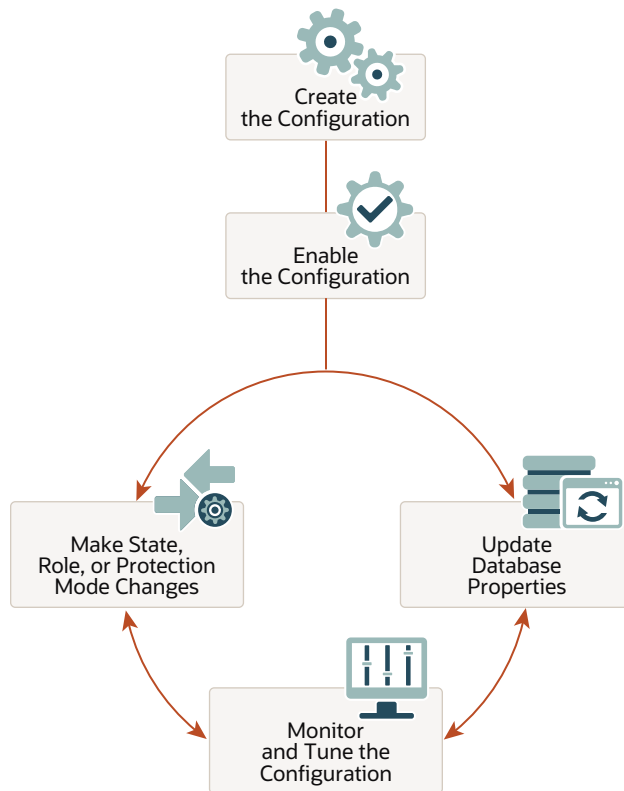 Create
the Configuration
Enable
the Configuration
Make State,
Role, or Protection
Mode Changes
Update
Database
Properties
Monitor
and Tune the
Configuration